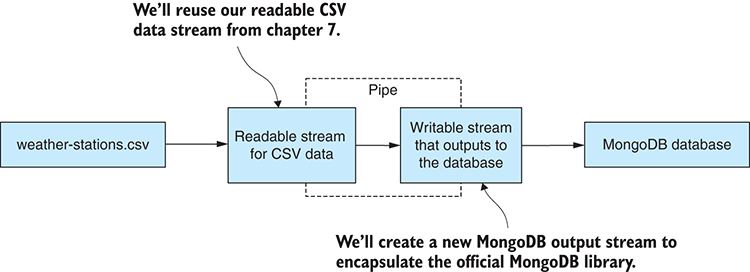 We'll reuse our readable CSV
data stream from chapter 7.
Pipe
weather-stations.csv
Readable stream
for CSV data
Writable stream
that outputs to
the database
MongoDB database
We'll create a new MongoDB output stream to
encapsulate the official MongoDB library.